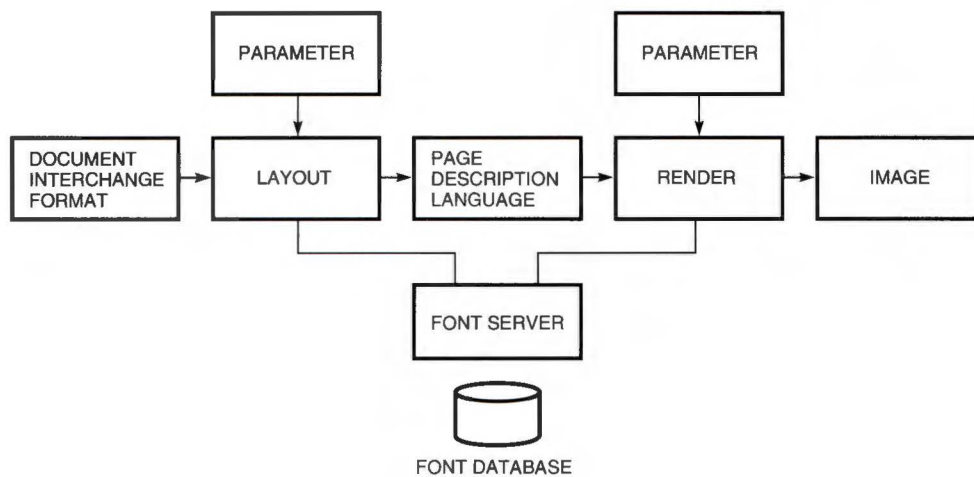 PARAMETER
PARAMETER
DOCUMENT
INTERCHANGE
FORMAT
LAYOUT
PAGE
DESCRIPTION
LANGUAGE
RENDER
IMAGE
FONT SERVER
FONT DATABASE